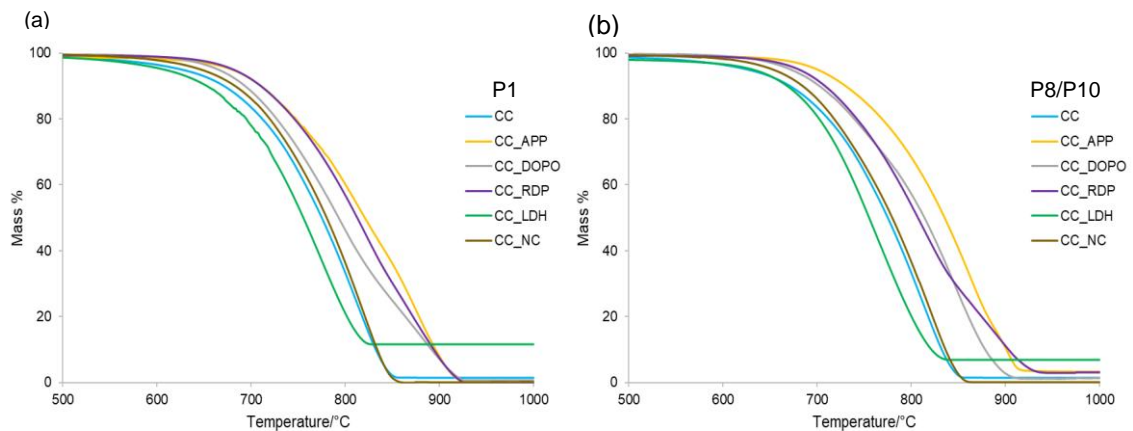 (a)
P1
CC
CC_APP
CC_DOPO
CC_RDP
CC_LDH
CC_NC
100
80
60
40
20
0
Mass %
500 600 700 800 900 1000
Temperature/°C
(b)
P8/P10
CC
CC_APP
CC_DOPO
CC_RDP
CC_LDH
CC_NC
100
80
60
40
20
0
Mass %
500 600 700 800 900 1000
Temperature/°C